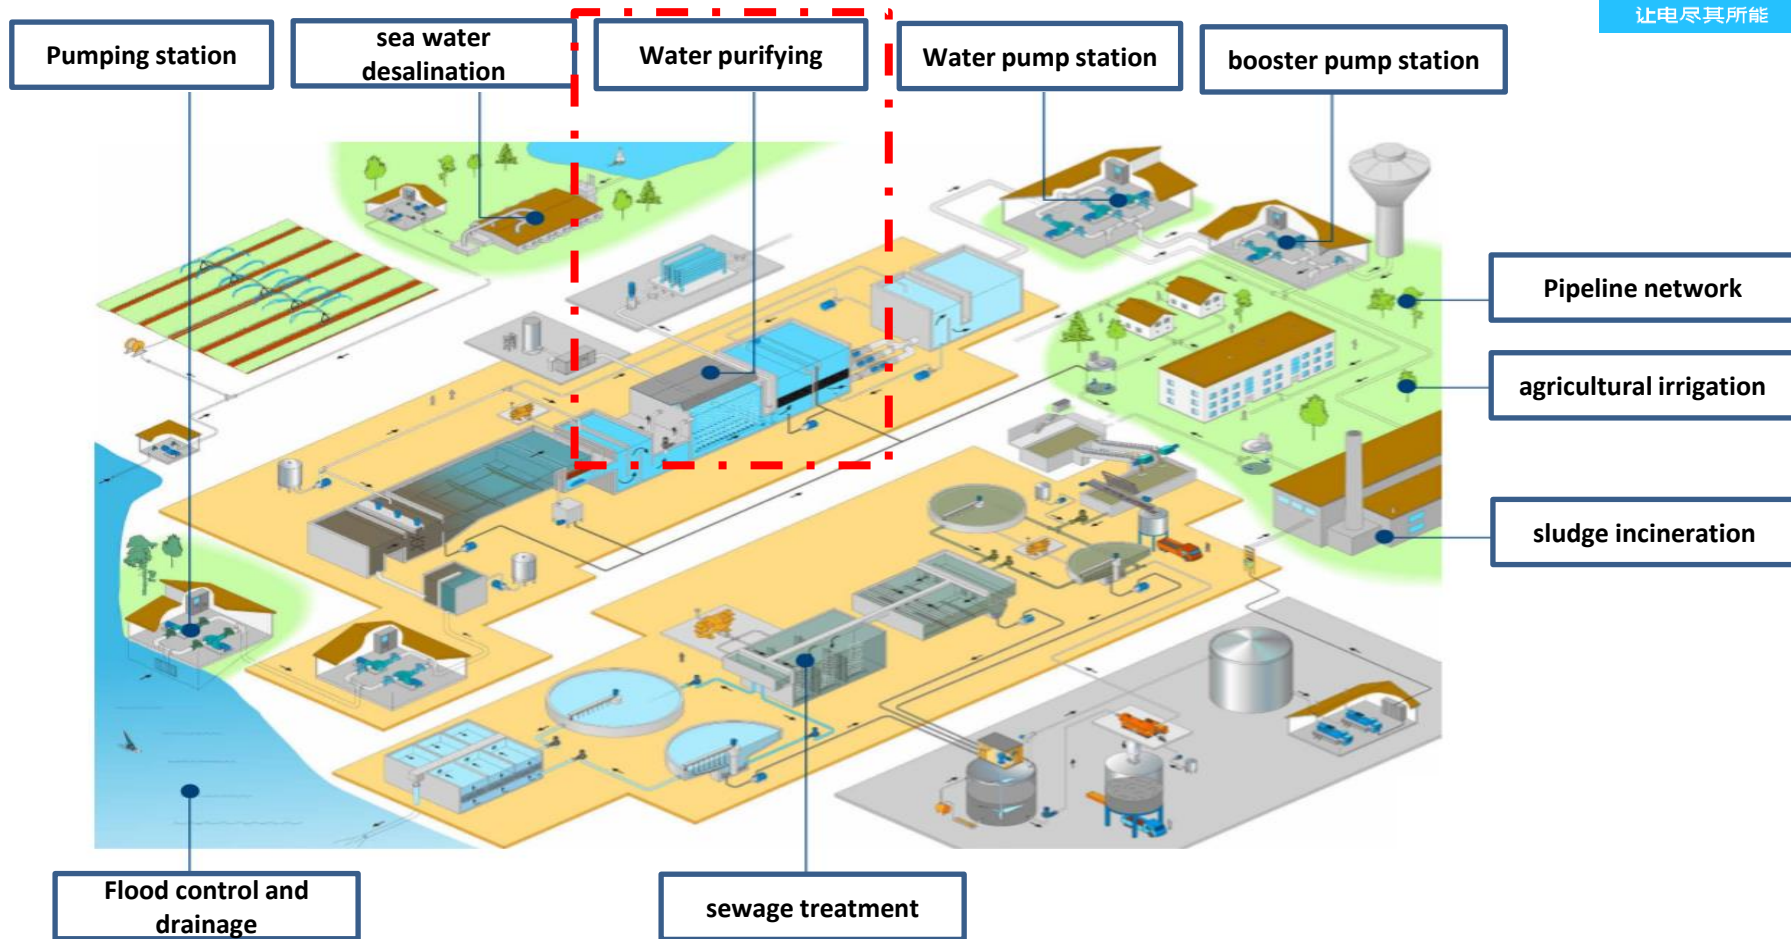 让电尽其所能
Pumping station
sea water
desalination
Water purifying
Water pump station
booster pump station
Pipeline network
agricultural irrigation
sludge incineration
Flood control and
drainage
sewage treatment